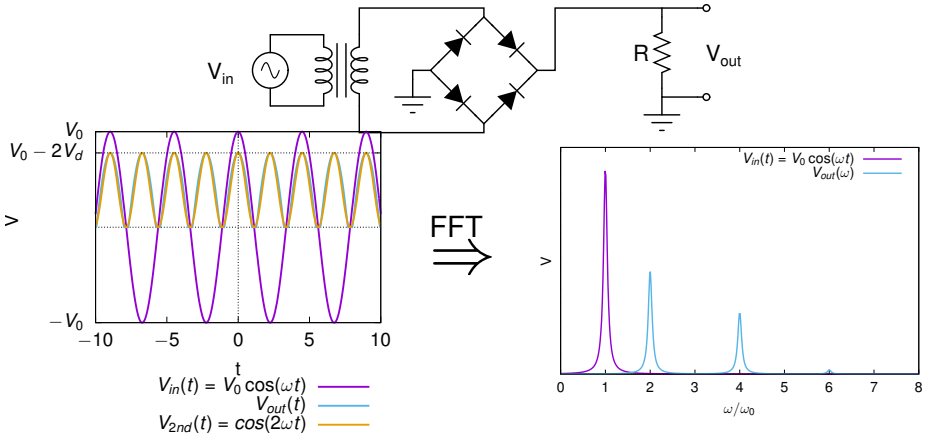 V_in
R
V_out
V_0
V_0 − 2V_d
−V_0
V
−10 −5 0 5 10
t
V_in(t) = V_0 cos(ωt)
V_out(t)
V_2nd(t) = cos(2ωt)
FFT
⇒
V_in(t) = V_0 cos(ωt)
V_out(ω)
V
0 1 2 3 4 5 6 7 8
ω/ω_0